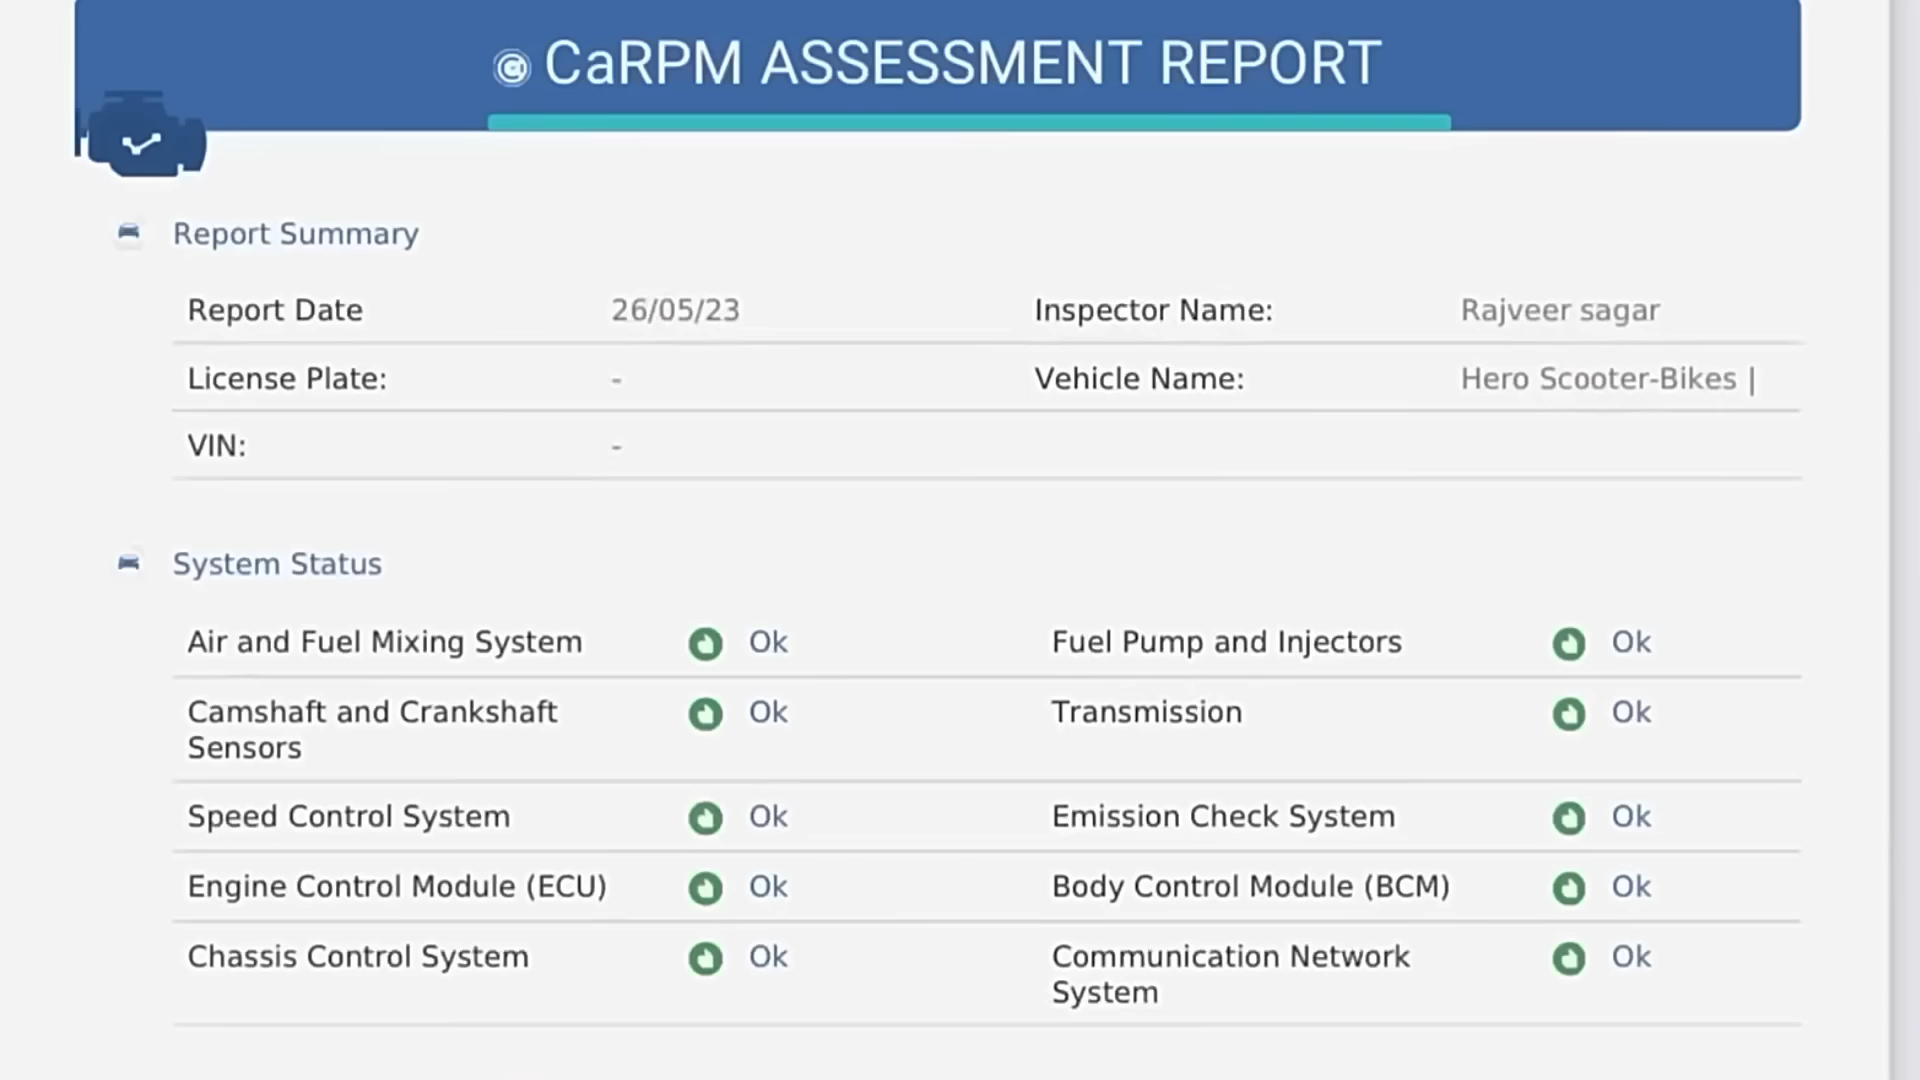 CaRPM ASSESSMENT REPORT
Report Summary
Report Date 26/05/23 Inspector Name: Rajveer sagar
License Plate: - Vehicle Name: Hero Scooter-Bikes |
VIN: -
System Status
Air and Fuel Mixing System Ok Fuel Pump and Injectors Ok
Camshaft and Crankshaft Ok Transmission Ok
Sensors
Speed Control System Ok Emission Check System Ok
Engine Control Module (ECU) Ok Body Control Module (BCM) Ok
Chassis Control System Ok Communication Network Ok
System